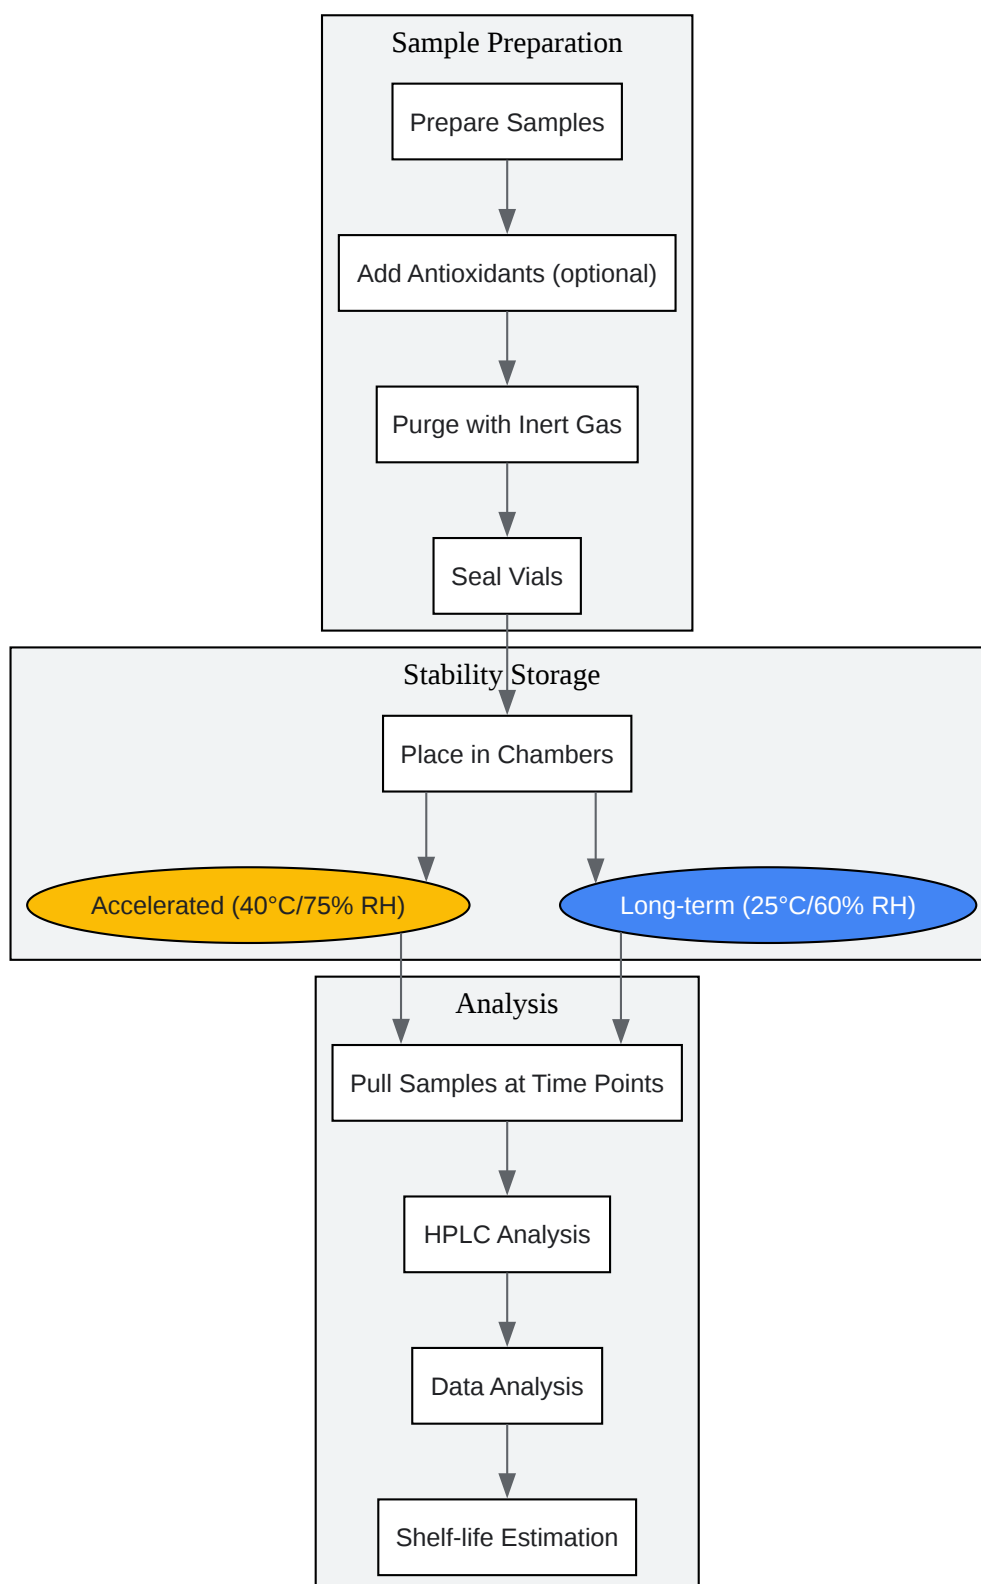 Sample Preparation
Prepare Samples
Add Antioxidants (optional)
Purge with Inert Gas
Seal Vials
Stability Storage
Place in Chambers
Accelerated (40°C/75% RH)
Long-term (25°C/60% RH)
Analysis
Pull Samples at Time Points
HPLC Analysis
Data Analysis
Shelf-life Estimation